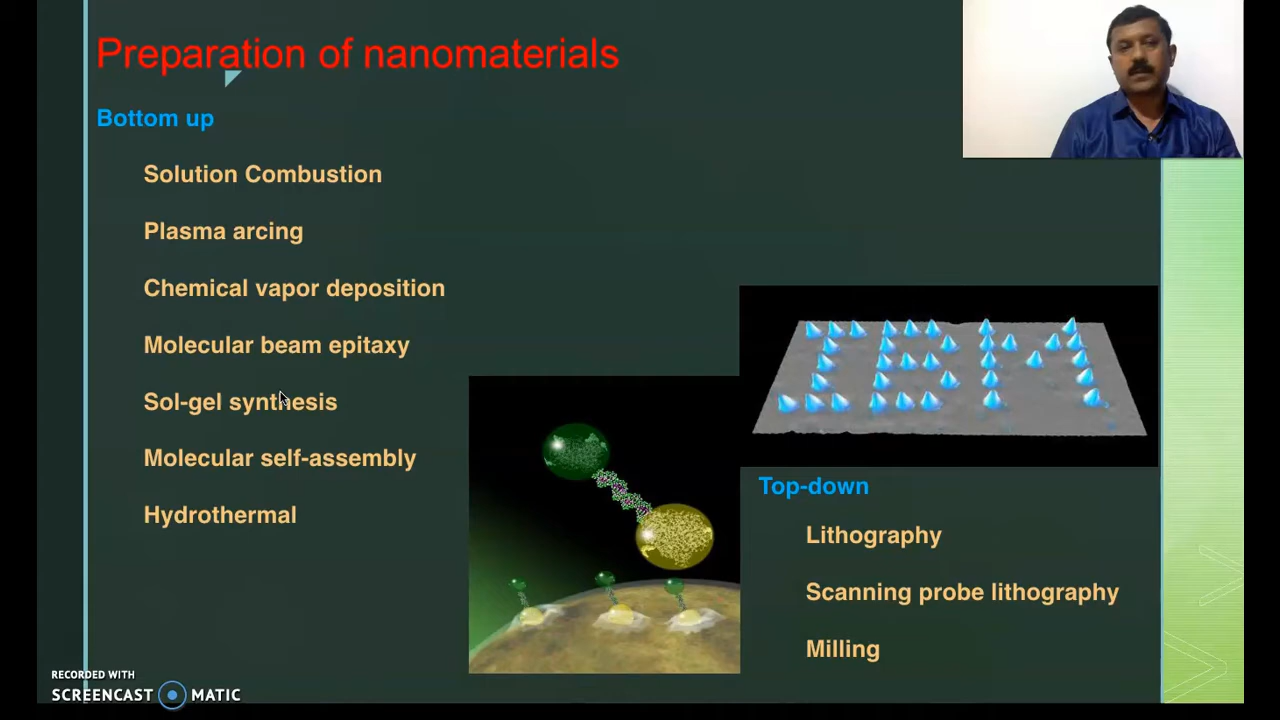 Preparation of nanomaterials
Bottom up
Solution Combustion
Plasma arcing
Chemical vapor deposition
Molecular beam epitaxy
Sol-gel synthesis
Molecular self-assembly
Hydrothermal
IBM
Top-down
Lithography
Scanning probe lithography
Milling
RECORDED WITH
SCREENCAST MATIC